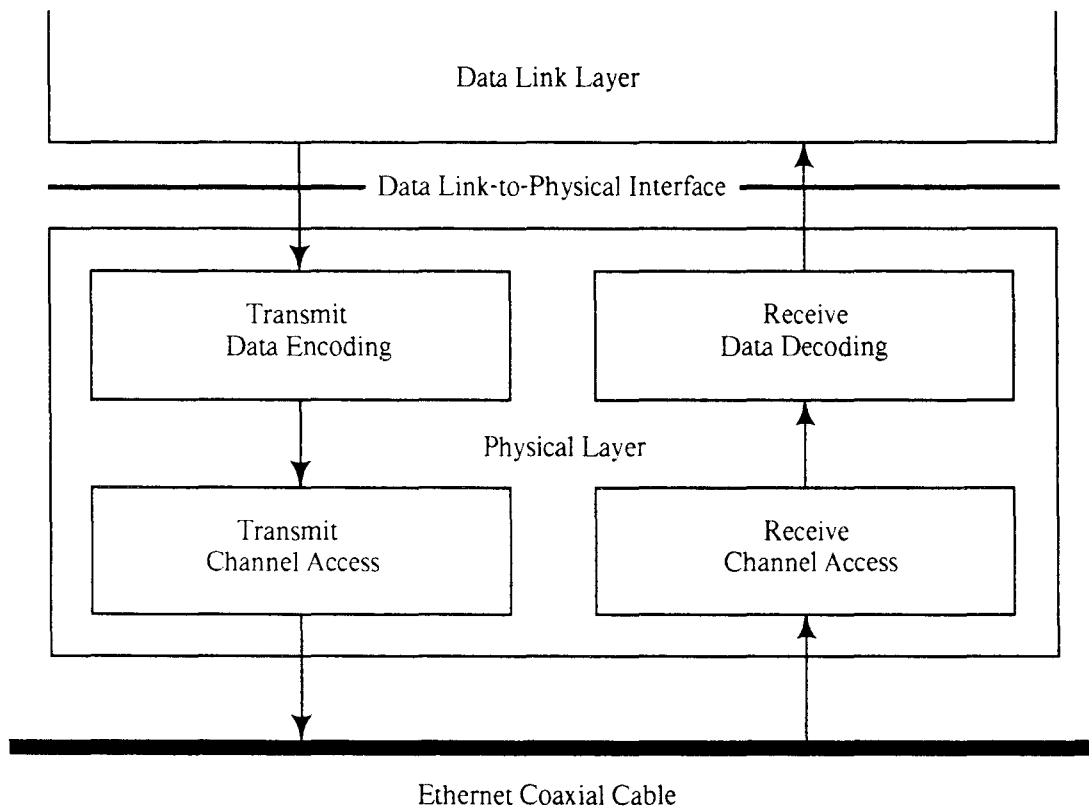 Data Link Layer
Data Link-to-Physical Interface
Transmit
Data Encoding
Receive
Data Decoding
Physical Layer
Transmit
Channel Access
Receive
Channel Access
Ethernet Coaxial Cable